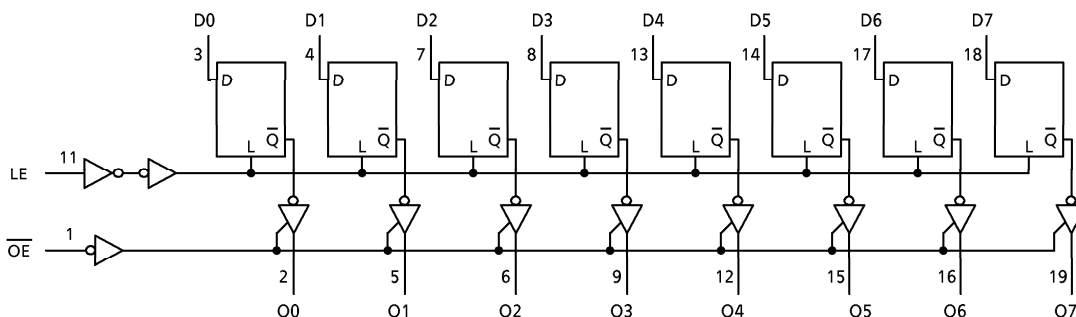 D0 D1 D2 D3 D4 D5 D6 D7
3 4 7 8 13 14 17 18
D D D D D D D D
L Q̅ L Q̅ L Q̅ L Q̅ L Q̅ L Q̅ L Q̅ L Q̅
LE 11
O̅E̅ 1
2 5 6 9 12 15 16 19
O0 O1 O2 O3 O4 O5 O6 O7